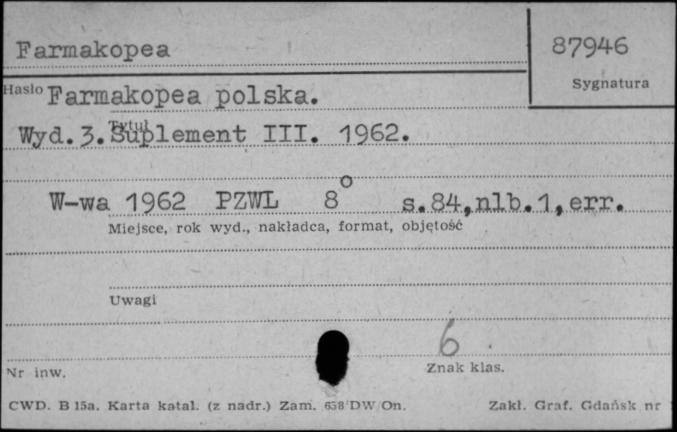 Farmakopea
87946
Sygnatura
Hasło
Farmakopea polska.
Tytuł
Wyd. 3. Suplement III. 1962.
W-wa 1962 PZWL 8° s.84,nlb.1,err.
Miejsce, rok wyd., nakładca, format, objętość
Uwagi
6
Nr inw.
Znak klas.
CWD. B 15a. Karta katal. (z nadr.) Zam. 658/DW/On.
Zakł. Graf. Gdańsk nr